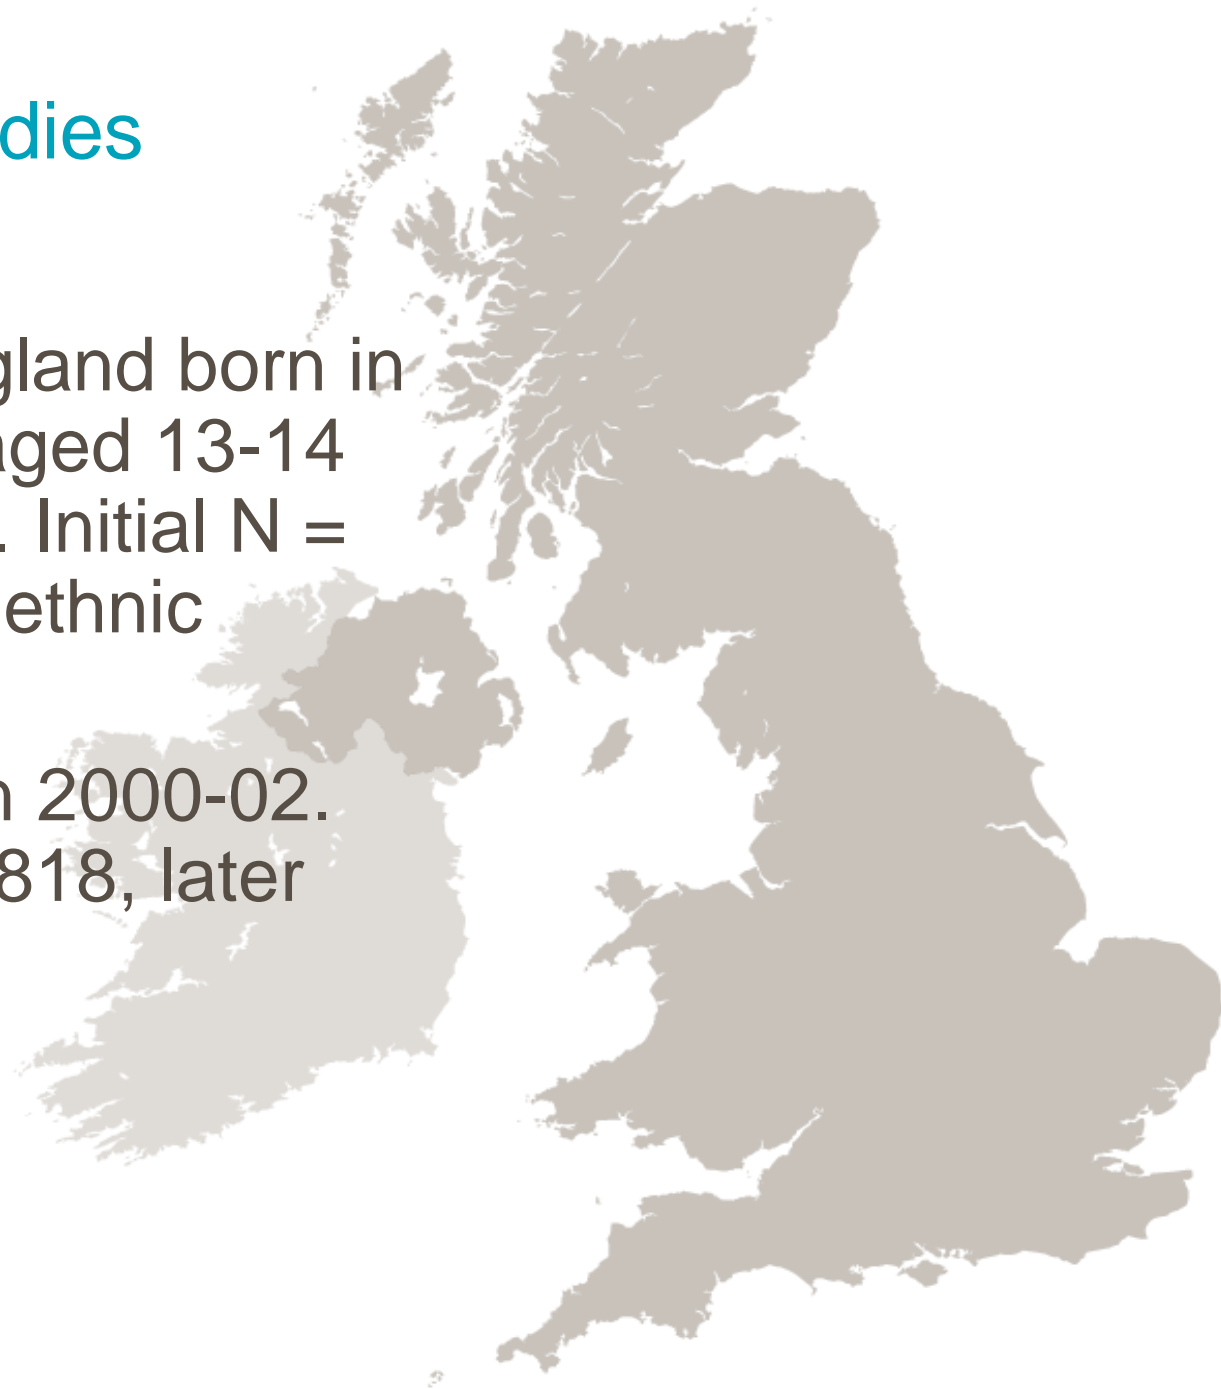 dies
gland born in
aged 13-14
. Initial N =
ethnic
n 2000-02.
818, later